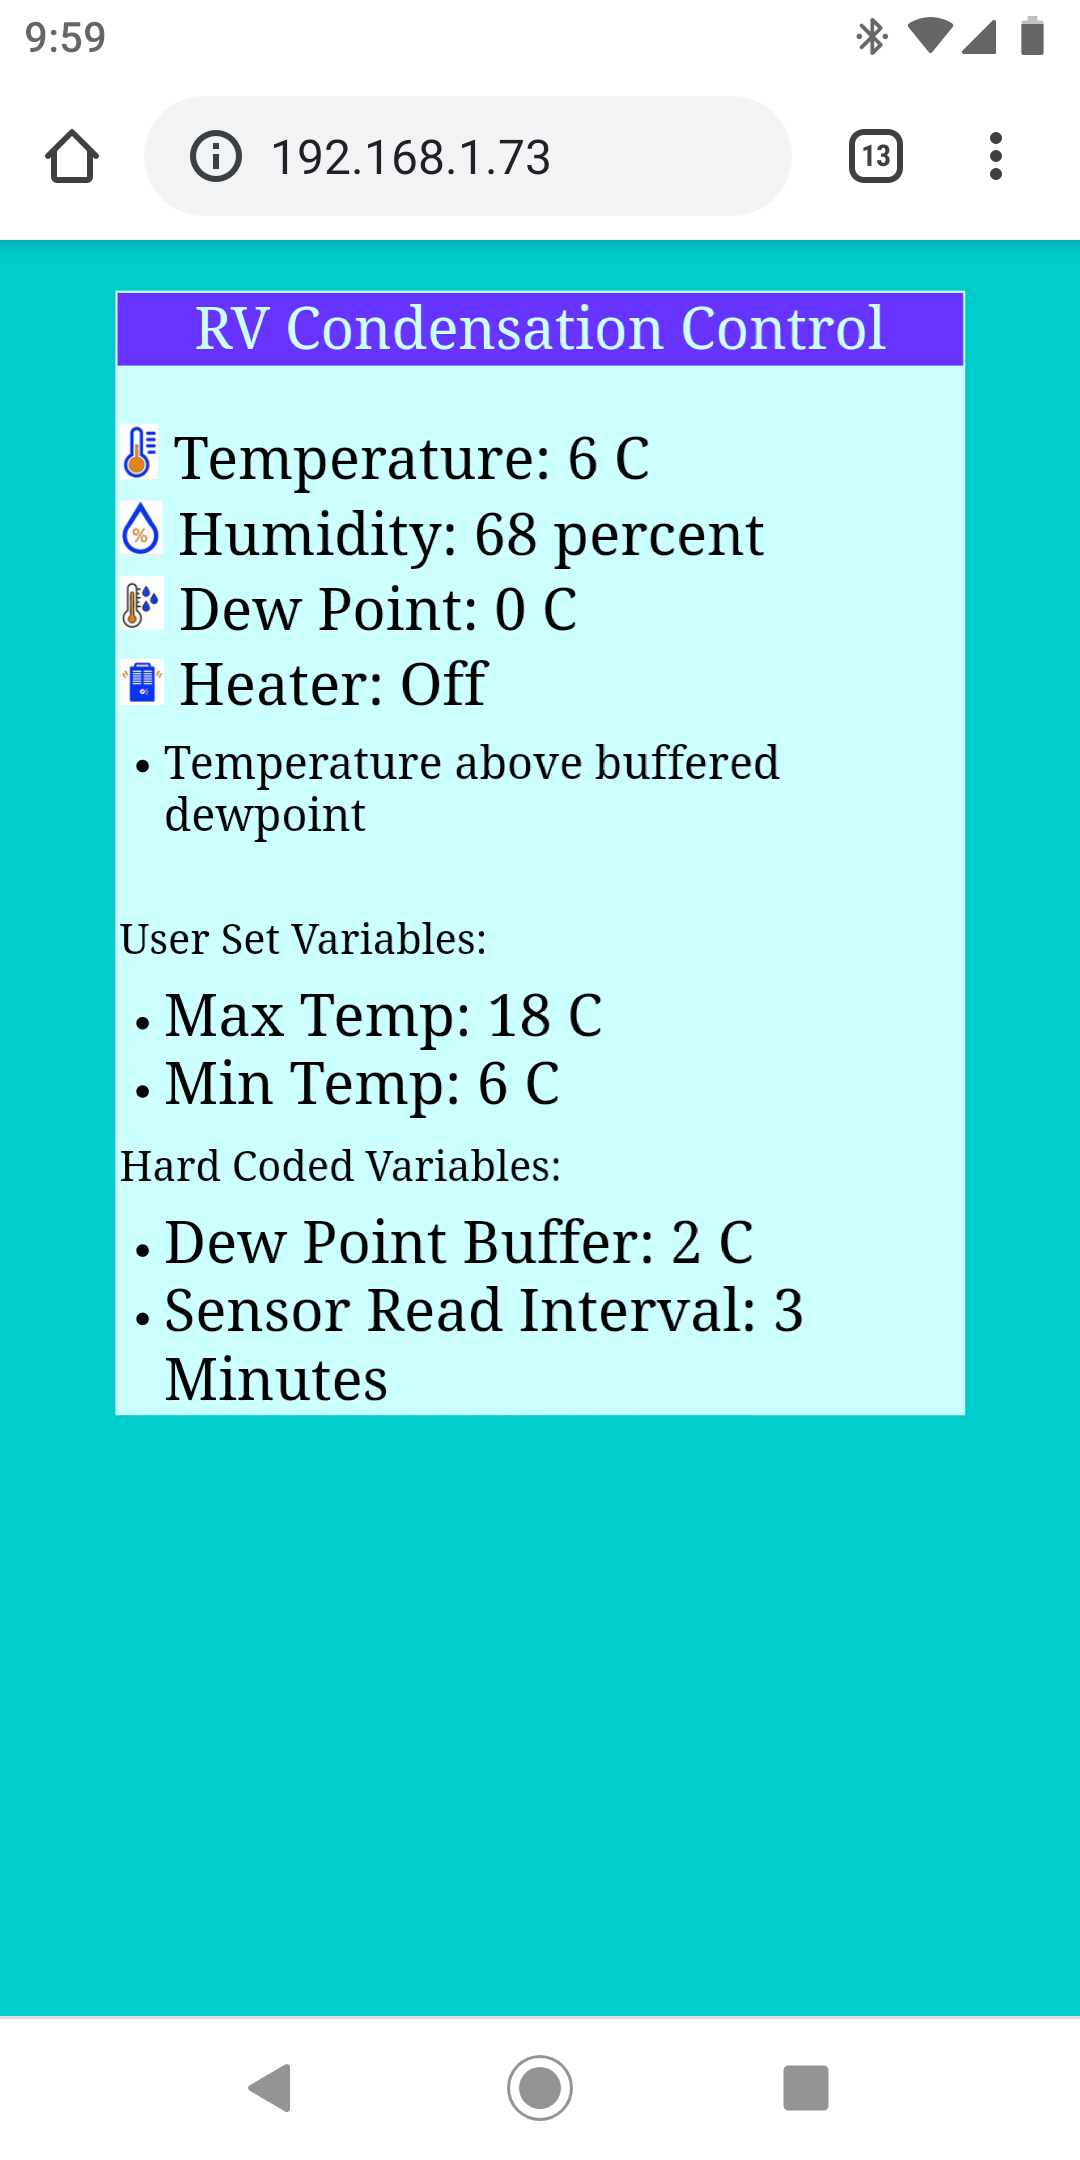 9:59
192.168.1.73
13
RV Condensation Control
Temperature: 6 C
%
Humidity: 68 percent
Dew Point: 0 C
Heater: Off
• Temperature above buffered
dewpoint
User Set Variables:
• Max Temp: 18 C
• Min Temp: 6 C
Hard Coded Variables:
• Dew Point Buffer: 2 C
• Sensor Read Interval: 3
Minutes